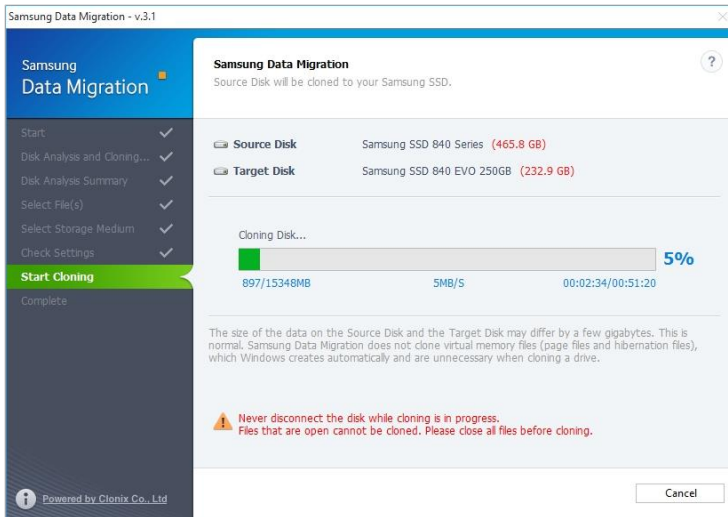 Samsung Data Migration - v.3.1
Samsung
Data Migration
Samsung Data Migration
Source Disk will be cloned to your Samsung SSD.
?
Start
Disk Analysis and Cloning...
Disk Analysis Summary
Select File(s)
Select Storage Medium
Check Settings
Start Cloning
Complete
Source Disk Samsung SSD 840 Series (465.8 GB)
Target Disk Samsung SSD 840 EVO 250GB (232.9 GB)
Cloning Disk...
5%
897/15348MB 5MB/S 00:02:34/00:51:20
The size of the data on the Source Disk and the Target Disk may differ by a few gigabytes. This is
normal. Samsung Data Migration does not clone virtual memory files (page files and hibernation files),
which Windows creates automatically and are unnecessary when cloning a drive.
Never disconnect the disk while cloning is in progress.
Files that are open cannot be cloned. Please close all files before cloning.
Powered by Clonix Co., Ltd
Cancel